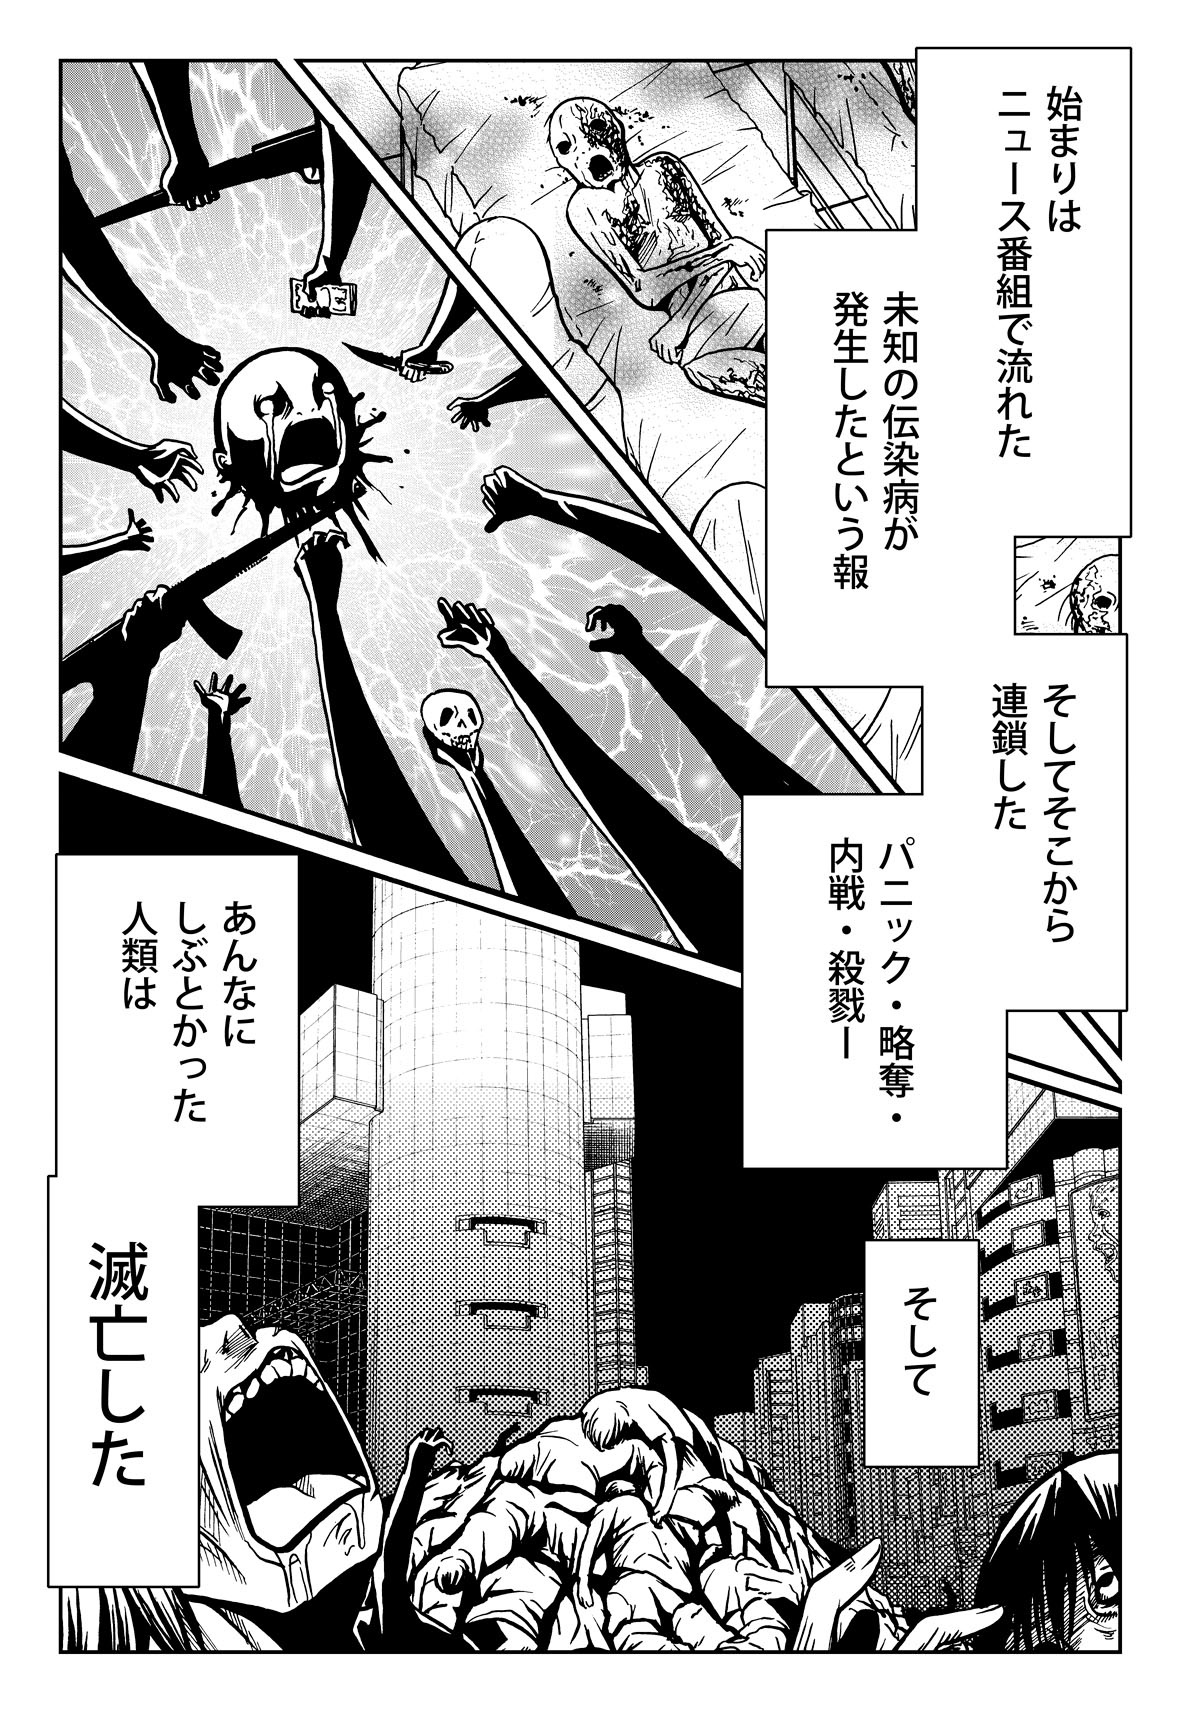 始まりは
ニュース番組で流れた
未知の伝染病が
発生したという報
そしてそこから
連鎖した
パニック・略奪・
内戦・殺戮ー
そして
あんなに
しぶとかった
人類は
滅亡した